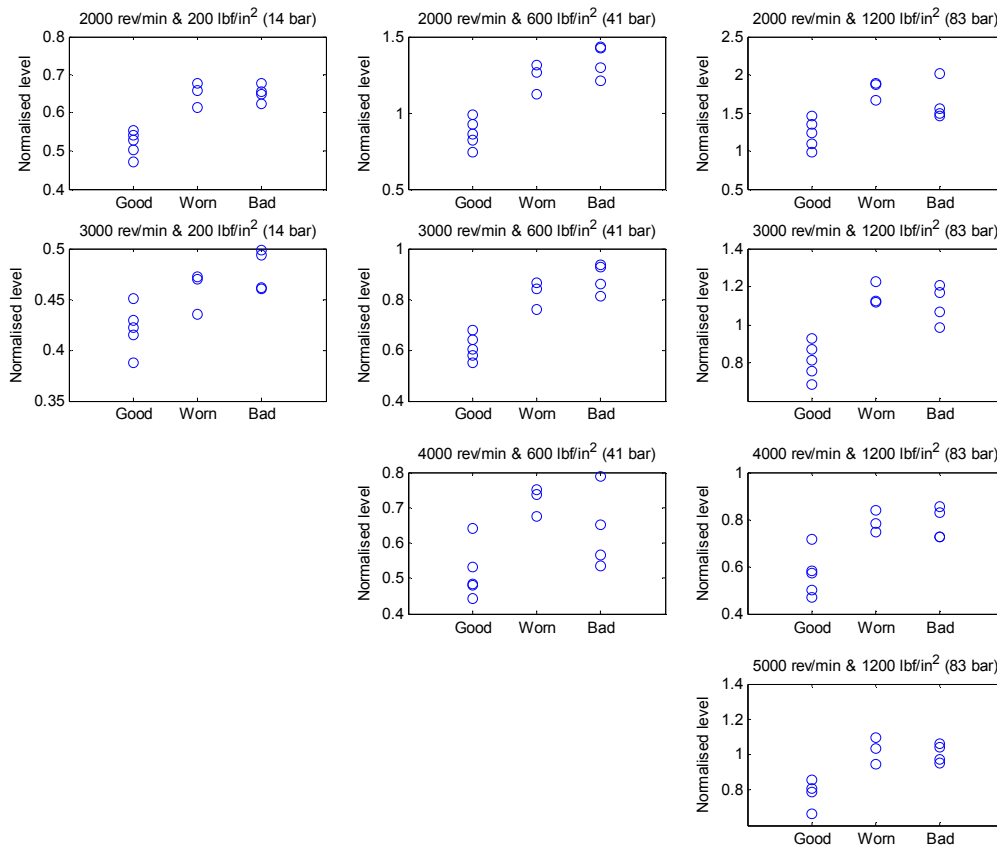 2000 rev/min & 200 lbf/in² (14 bar)
Normalised level
0.8
0.7
0.6
0.5
0.4
Good Worn Bad
2000 rev/min & 600 lbf/in² (41 bar)
Normalised level
1.5
1
0.5
Good Worn Bad
2000 rev/min & 1200 lbf/in² (83 bar)
Normalised level
2.5
2
1.5
1
0.5
Good Worn Bad
3000 rev/min & 200 lbf/in² (14 bar)
Normalised level
0.5
0.45
0.4
0.35
Good Worn Bad
3000 rev/min & 600 lbf/in² (41 bar)
Normalised level
1
0.8
0.6
0.4
Good Worn Bad
3000 rev/min & 1200 lbf/in² (83 bar)
Normalised level
1.4
1.2
1
0.8
Good Worn Bad
4000 rev/min & 600 lbf/in² (41 bar)
Normalised level
0.8
0.7
0.6
0.5
0.4
Good Worn Bad
4000 rev/min & 1200 lbf/in² (83 bar)
Normalised level
1
0.8
0.6
0.4
Good Worn Bad
5000 rev/min & 1200 lbf/in² (83 bar)
Normalised level
1.4
1.2
1
0.8
Good Worn Bad